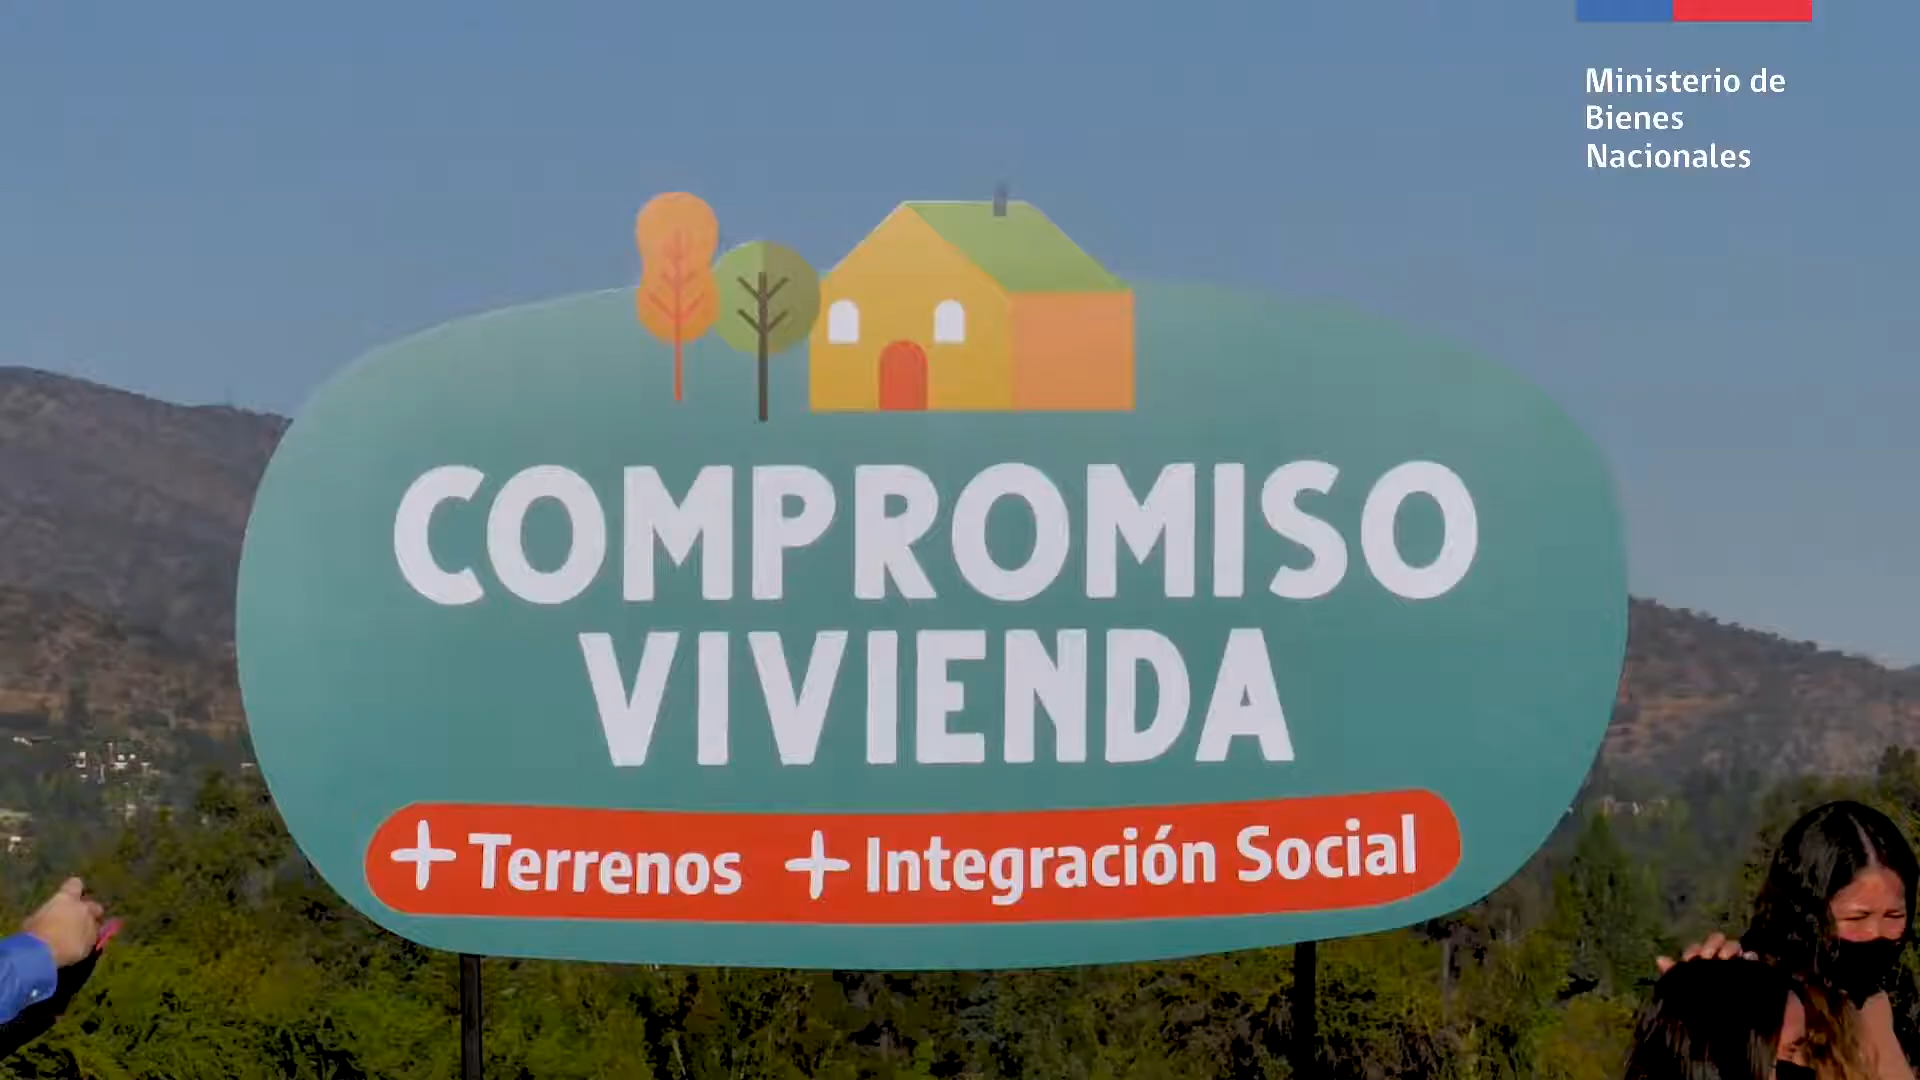 Ministerio de
Bienes
Nacionales
COMPROMISO
VIVIENDA
+Terrenos +Integración Social